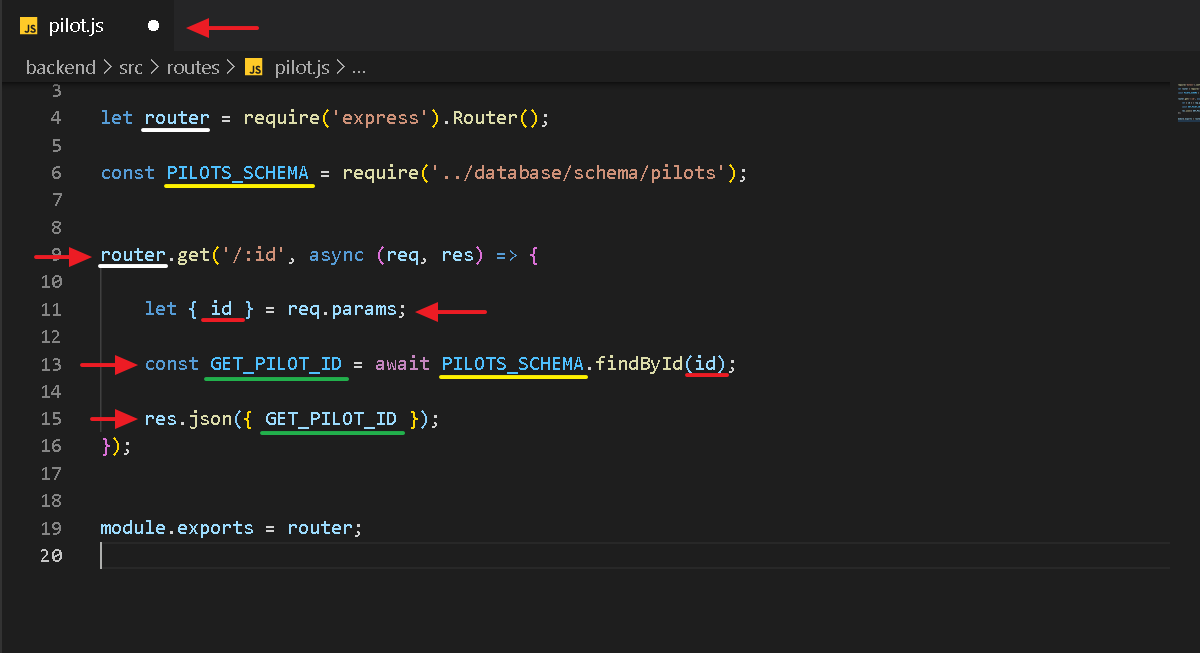 JS pilot.js
backend > src > routes > JS pilot.js > ...
3
4 let router = require('express').Router();
5
6 const PILOTS_SCHEMA = require('../database/schema/pilots');
7
8
9 router.get('/:id', async (req, res) => {
10
11 let { id } = req.params;
12
13 const GET_PILOT_ID = await PILOTS_SCHEMA.findById(id);
14
15 res.json({ GET_PILOT_ID });
16 });
17
18
19 module.exports = router;
20